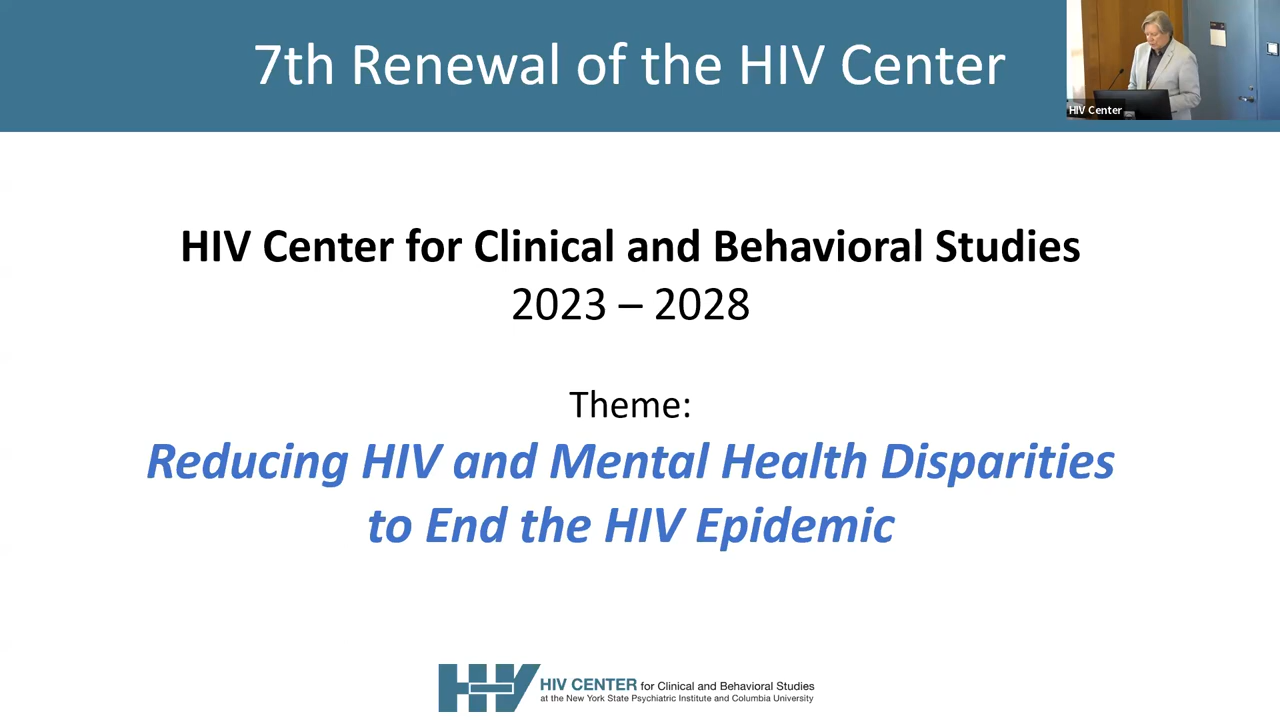 7th Renewal of the HIV Center
HIV Center
HIV Center for Clinical and Behavioral Studies
2023 – 2028
Theme:
Reducing HIV and Mental Health Disparities
to End the HIV Epidemic
HIV
HIV CENTER for Clinical and Behavioral Studies
at the New York State Psychiatric Institute and Columbia University